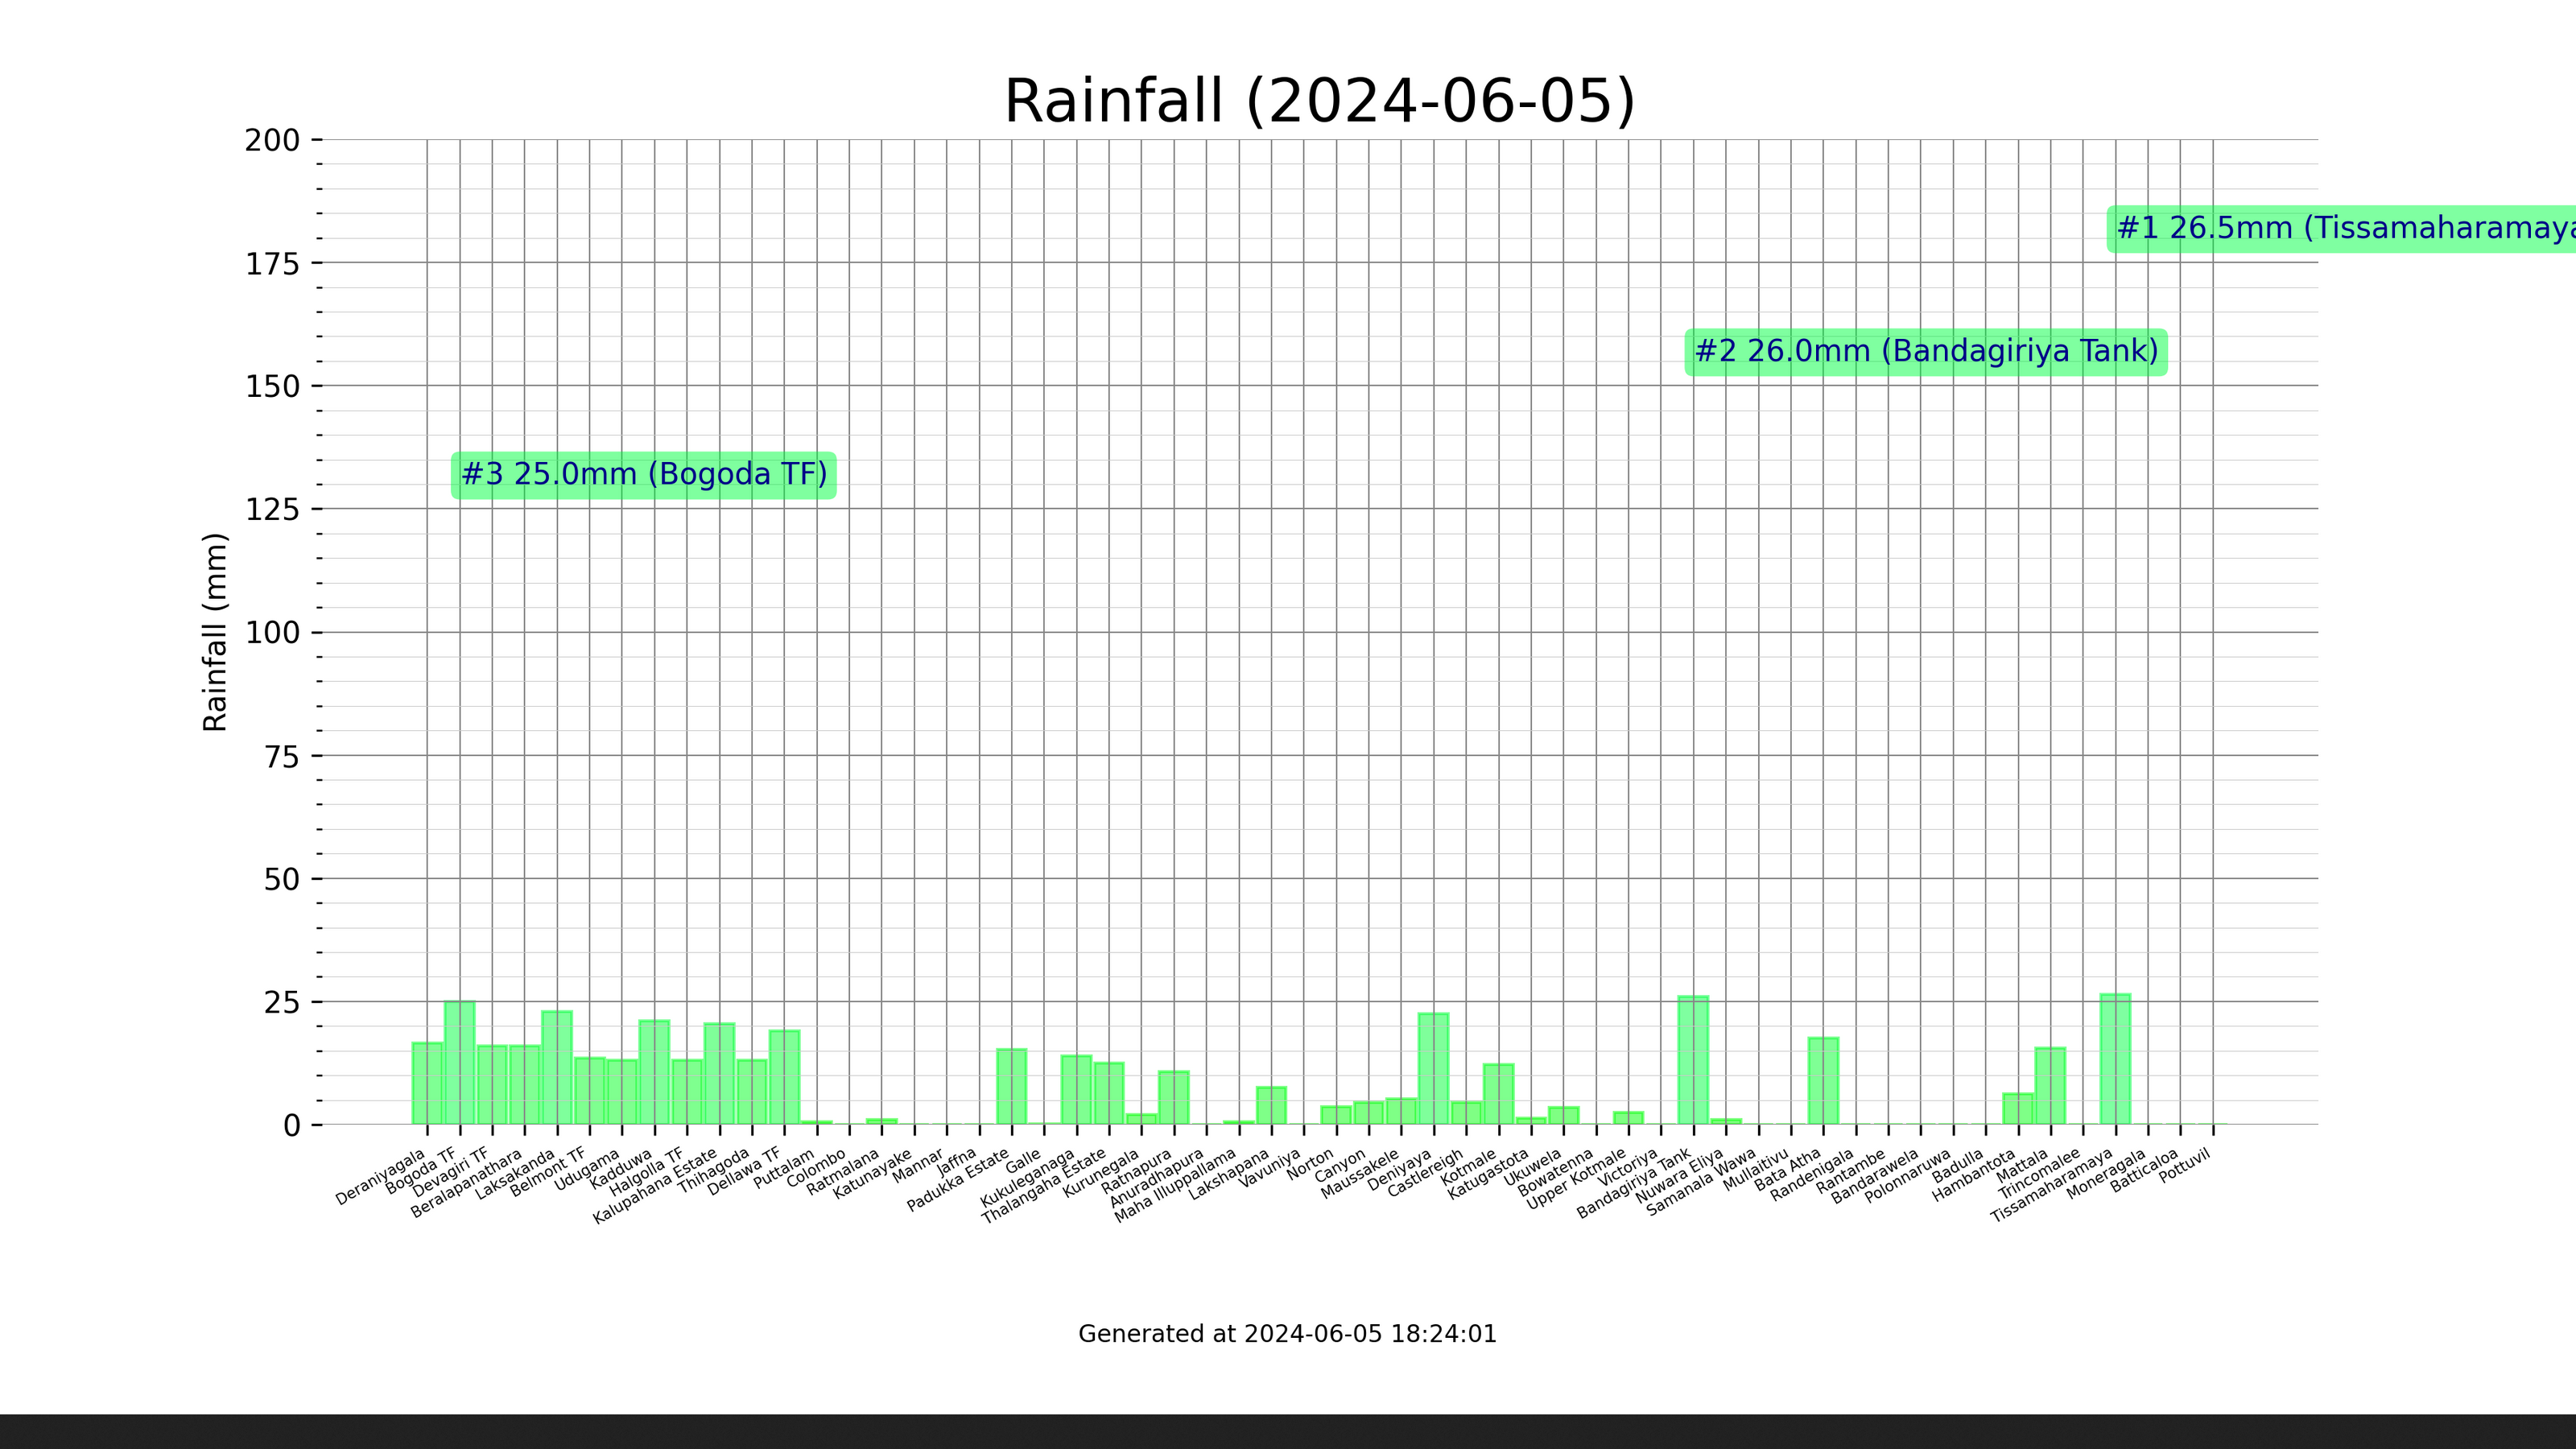 Rainfall (2024-06-05)
200
175
150
125
100
75
50
25
0
Rainfall (mm)
#1 26.5mm (Tissamaharamaya
#2 26.0mm (Bandagiriya Tank)
#3 25.0mm (Bogoda TF)
Deraniyagala
Bogoda TF
Devagiri TF
Beralapanathara
Laksakanda
Belmont TF
Udugama
Kadduwa
Halgolla TF
Kalupahana Estate
Thihagoda
Dellawa TF
Puttalam
Colombo
Ratmalana
Katunayake
Mannar
Jaffna
Padukka Estate
Galle
Kukuleganaga
Thalangaha Estate
Kurunegala
Ratnapura
Anuradhapura
Maha Illuppallama
Lakshapana
Vavuniya
Norton
Canyon
Maussakele
Deniyaya
Castlereigh
Kotmale
Katugastota
Ukuwela
Bowatenna
Upper Kotmale
Victoriya
Bandagiriya Tank
Nuwara Eliya
Samanala Wawa
Mullaitivu
Bata Atha
Randenigala
Rantambe
Bandarawela
Polonnaruwa
Badulla
Hambantota
Mattala
Trincomalee
Tissamaharamaya
Moneragala
Batticaloa
Pottuvil
Generated at 2024-06-05 18:24:01